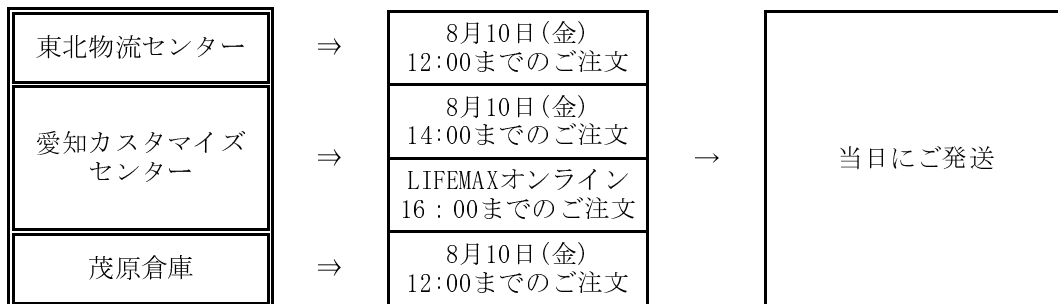 東北物流センター
⇒
8月10日(金)
12:00までのご注文
愛知カスタマイズ
センター
⇒
8月10日(金)
14:00までのご注文
LIFEMAXオンライン
16：00までのご注文
→
当日にご発送
茂原倉庫
⇒
8月10日(金)
12:00までのご注文